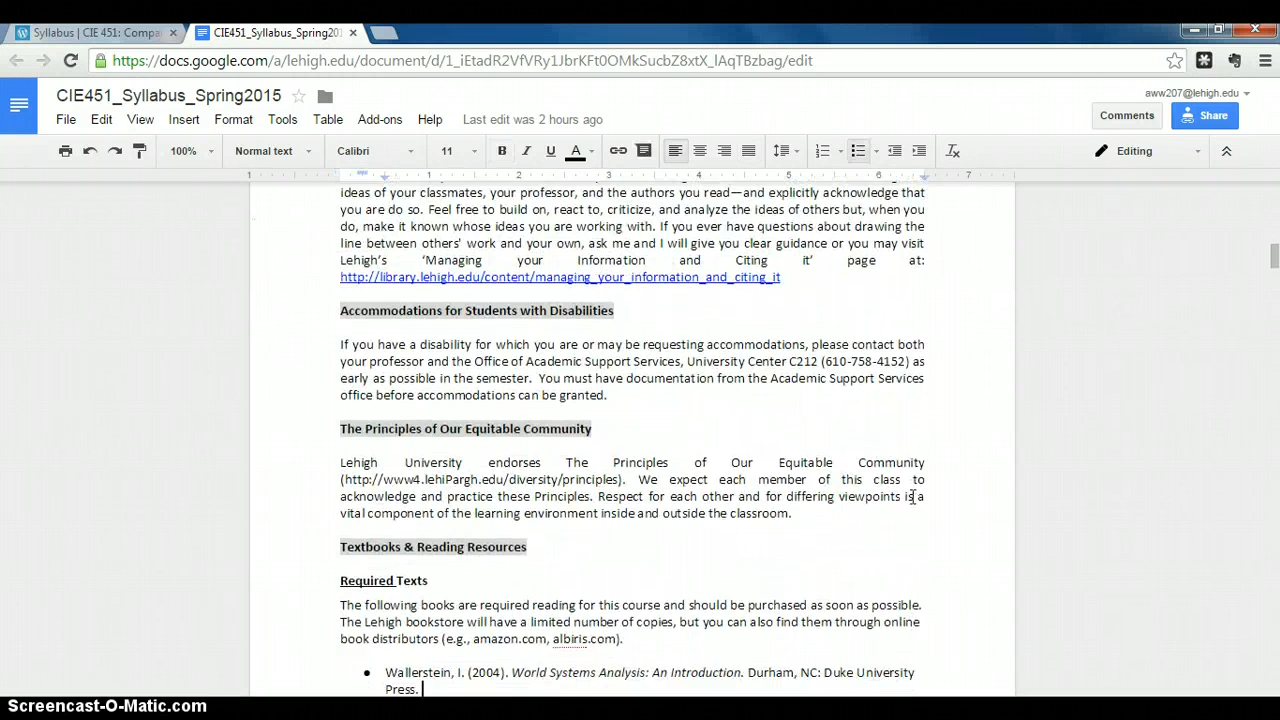 Syllabus | CIE 451: Compa
CIE451_Syllabus_Spring201
https://docs.google.com/a/lehigh.edu/document/d/1_iEtadR2VfVRy1JbrKFt0OMkSucbZ8xtX_lAqTBzbag/edit
CIE451_Syllabus_Spring2015
aww207@lehigh.edu
File Edit View Insert Format Tools Table Add-ons Help Last edit was 2 hours ago
Comments
Share
100% Normal text Calibri 11 B I U A Editing
1 1 2 3 4 5 6 7
ideas of your classmates, your professor, and the authors you read—and explicitly acknowledge that
you are do so. Feel free to build on, react to, criticize, and analyze the ideas of others but, when you
do, make it known whose ideas you are working with. If you ever have questions about drawing the
line between others' work and your own, ask me and I will give you clear guidance or you may visit
Lehigh's 'Managing your Information and Citing it' page at:
http://library.lehigh.edu/content/managing_your_information_and_citing_it
Accommodations for Students with Disabilities
If you have a disability for which you are or may be requesting accommodations, please contact both
your professor and the Office of Academic Support Services, University Center C212 (610-758-4152) as
early as possible in the semester. You must have documentation from the Academic Support Services
office before accommodations can be granted.
The Principles of Our Equitable Community
Lehigh University endorses The Principles of Our Equitable Community
(http://www4.lehiPargh.edu/diversity/principles). We expect each member of this class to
acknowledge and practice these Principles. Respect for each other and for differing viewpoints is a
vital component of the learning environment inside and outside the classroom.
Textbooks & Reading Resources
Required Texts
The following books are required reading for this course and should be purchased as soon as possible.
The Lehigh bookstore will have a limited number of copies, but you can also find them through online
book distributors (e.g., amazon.com, albiris.com).
● Wallerstein, I. (2004). World Systems Analysis: An Introduction. Durham, NC: Duke University
Press.
Screencast-O-Matic.com